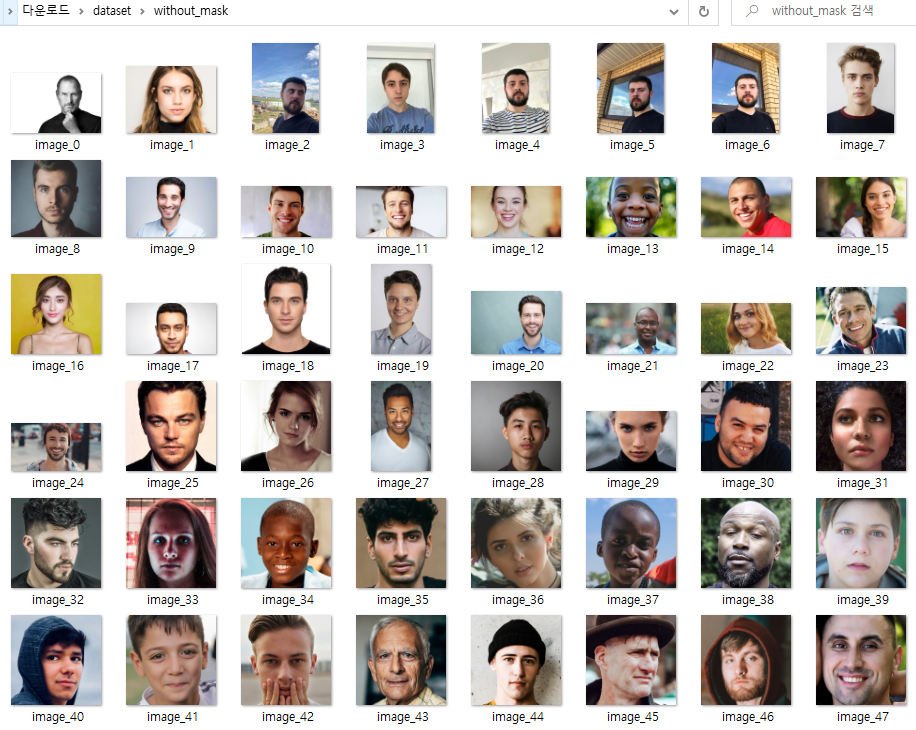 다운로드 > dataset > without_mask
without_mask 검색
image_0 image_1 image_2 image_3 image_4 image_5 image_6 image_7
image_8 image_9 image_10 image_11 image_12 image_13 image_14 image_15
image_16 image_17 image_18 image_19 image_20 image_21 image_22 image_23
image_24 image_25 image_26 image_27 image_28 image_29 image_30 image_31
image_32 image_33 image_34 image_35 image_36 image_37 image_38 image_39
image_40 image_41 image_42 image_43 image_44 image_45 image_46 image_47